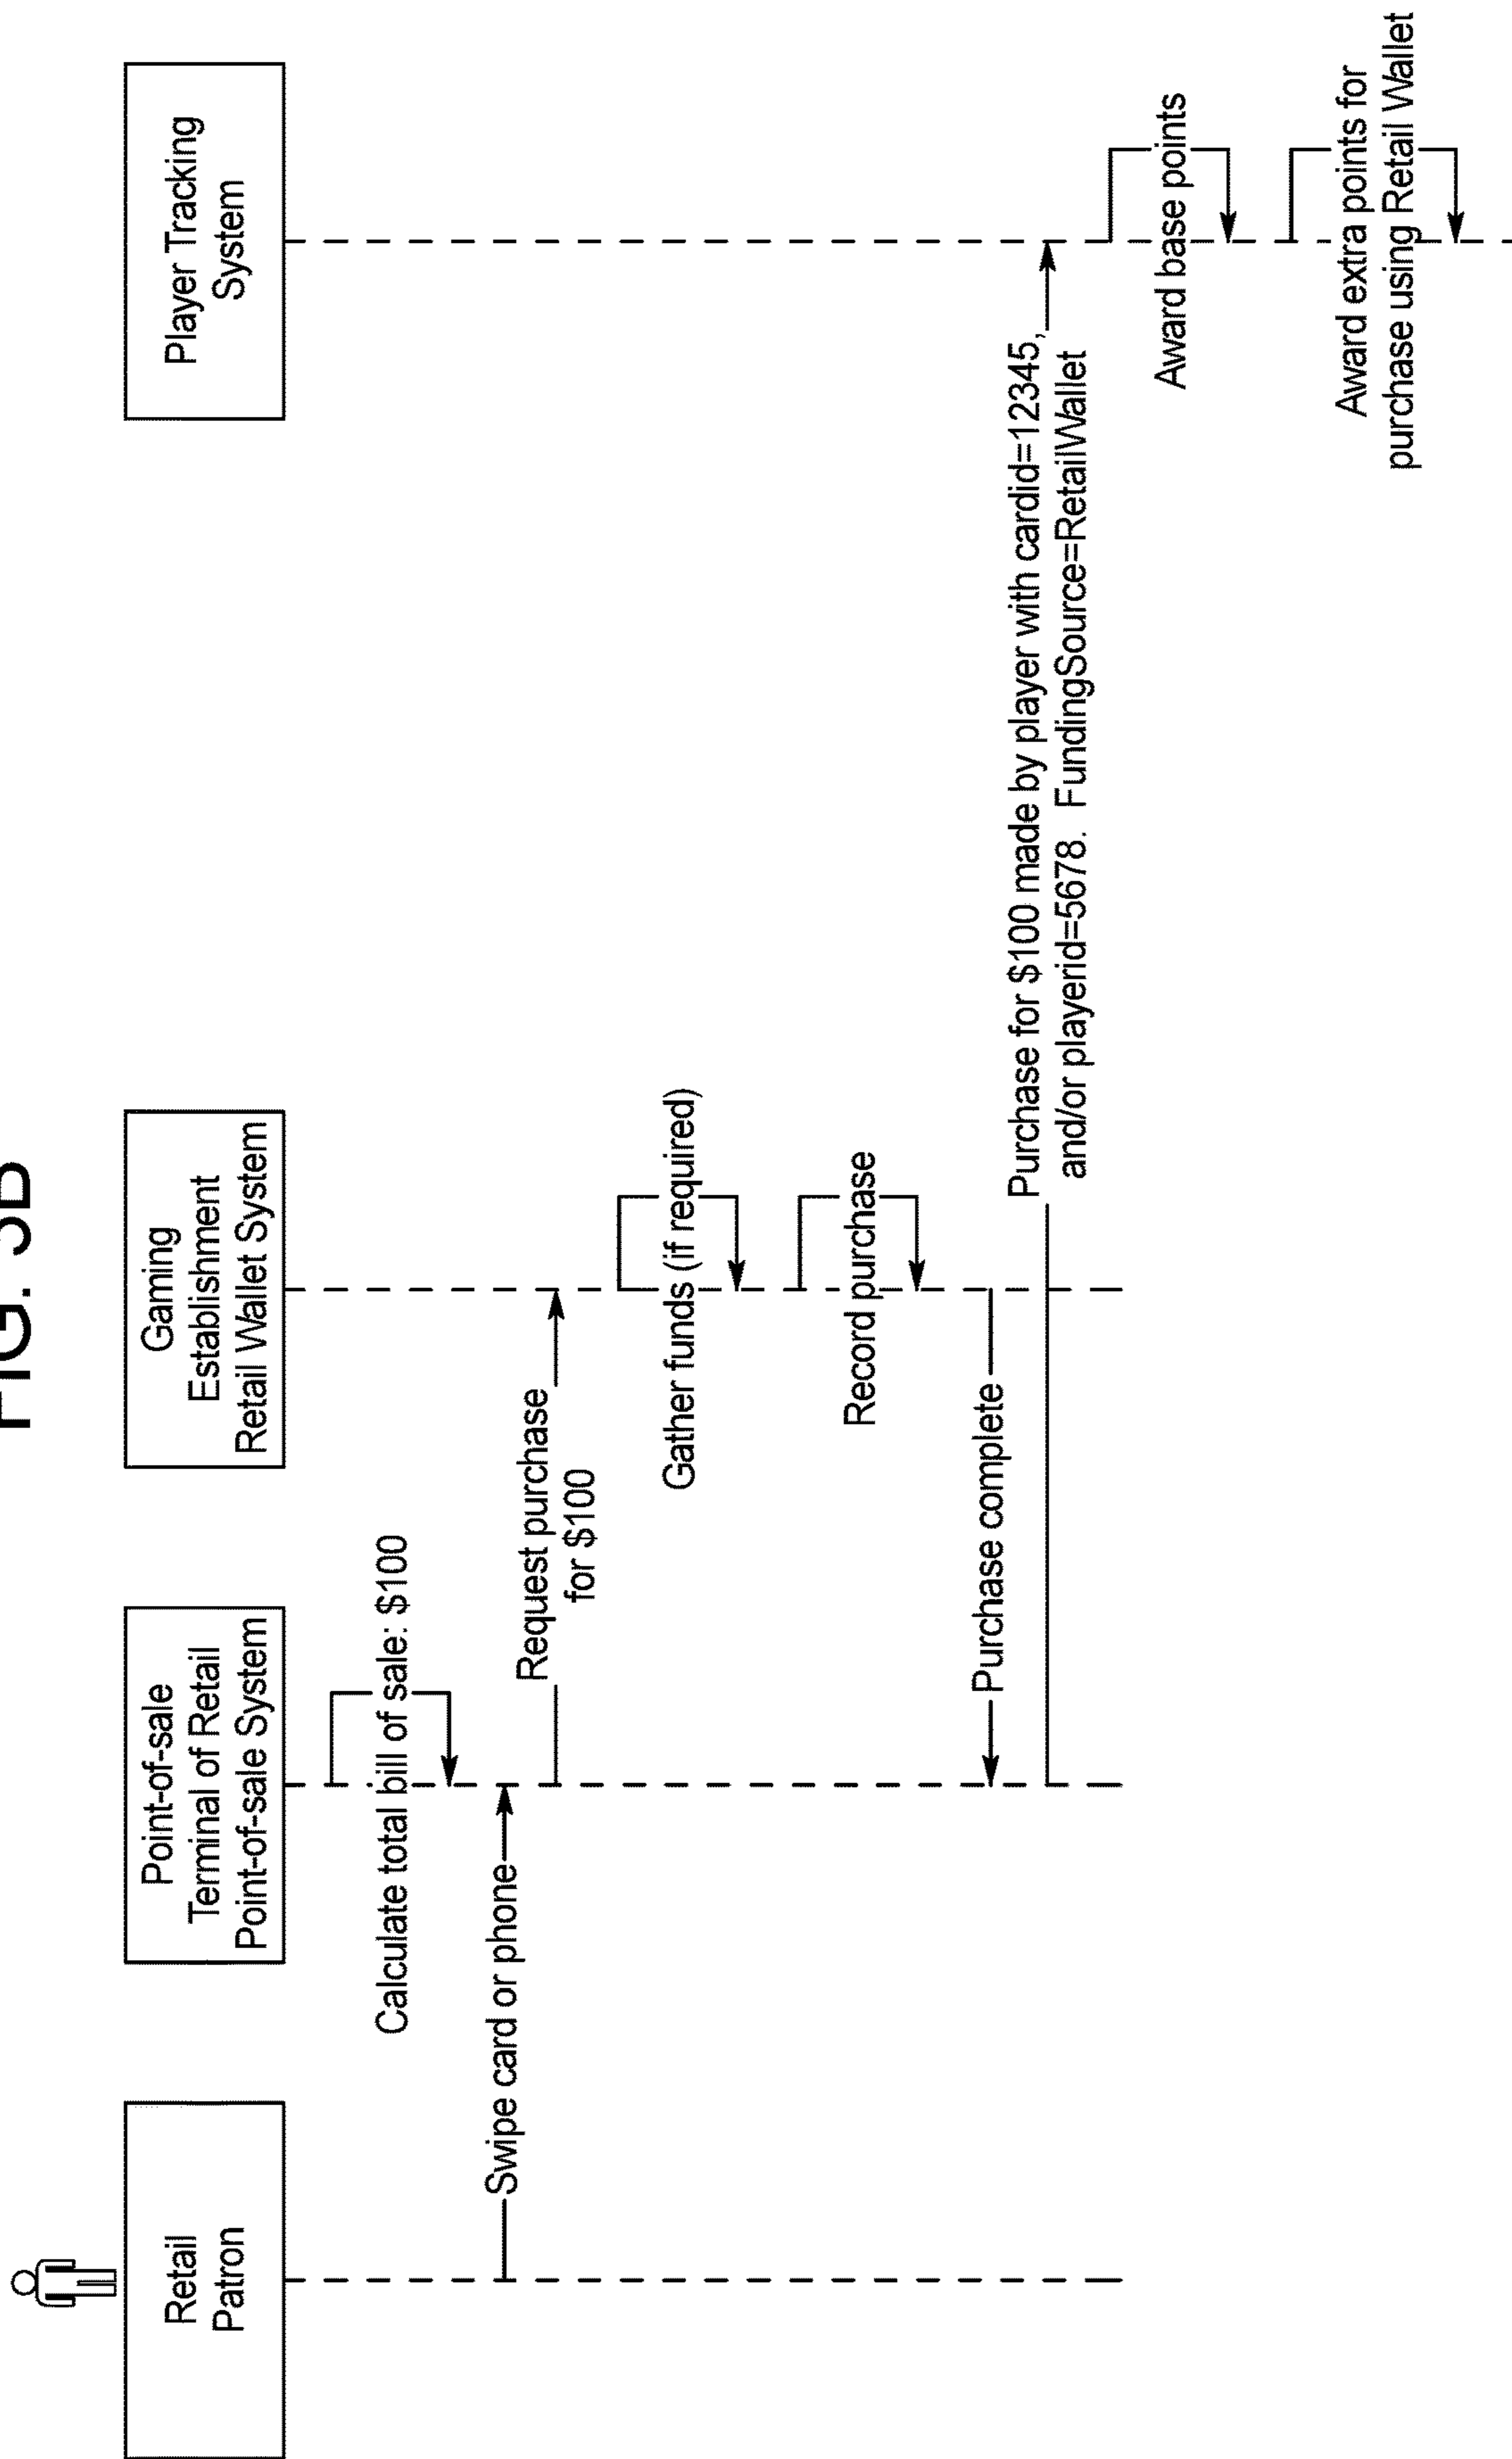 FIG.
Retail
Patron
Point-of-sale
Terminal of Retail
Point-of-sale System
Gaming
Establishment
Retail Wallet System
Player Tracking
System
Calculate total bill of sale: $100
Swipe card or phone
Request purchase
for $100
Gather funds (if required)
Record purchase
Purchase complete
Purchase for $100 made by player with cardid=12345,
and/or playerid=5678. FundingSource=RetailWallet
Award base points
Award extra points for
purchase using Retail Wallet